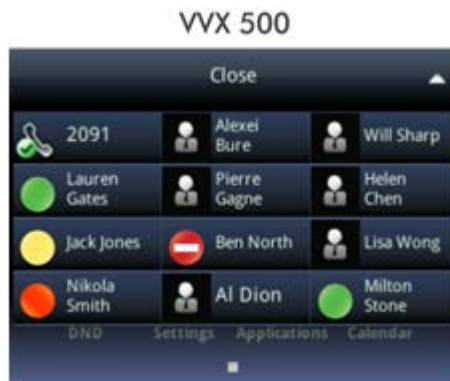 VVX 500
Close
2091
Alexei
Bure
Will Sharp
Lauren
Gates
Pierre
Gagne
Helen
Chen
Jack Jones
Ben North
Lisa Wong
Nikola
Smith
Al Dion
Milton
Stone
DND Settings Applications Calendar